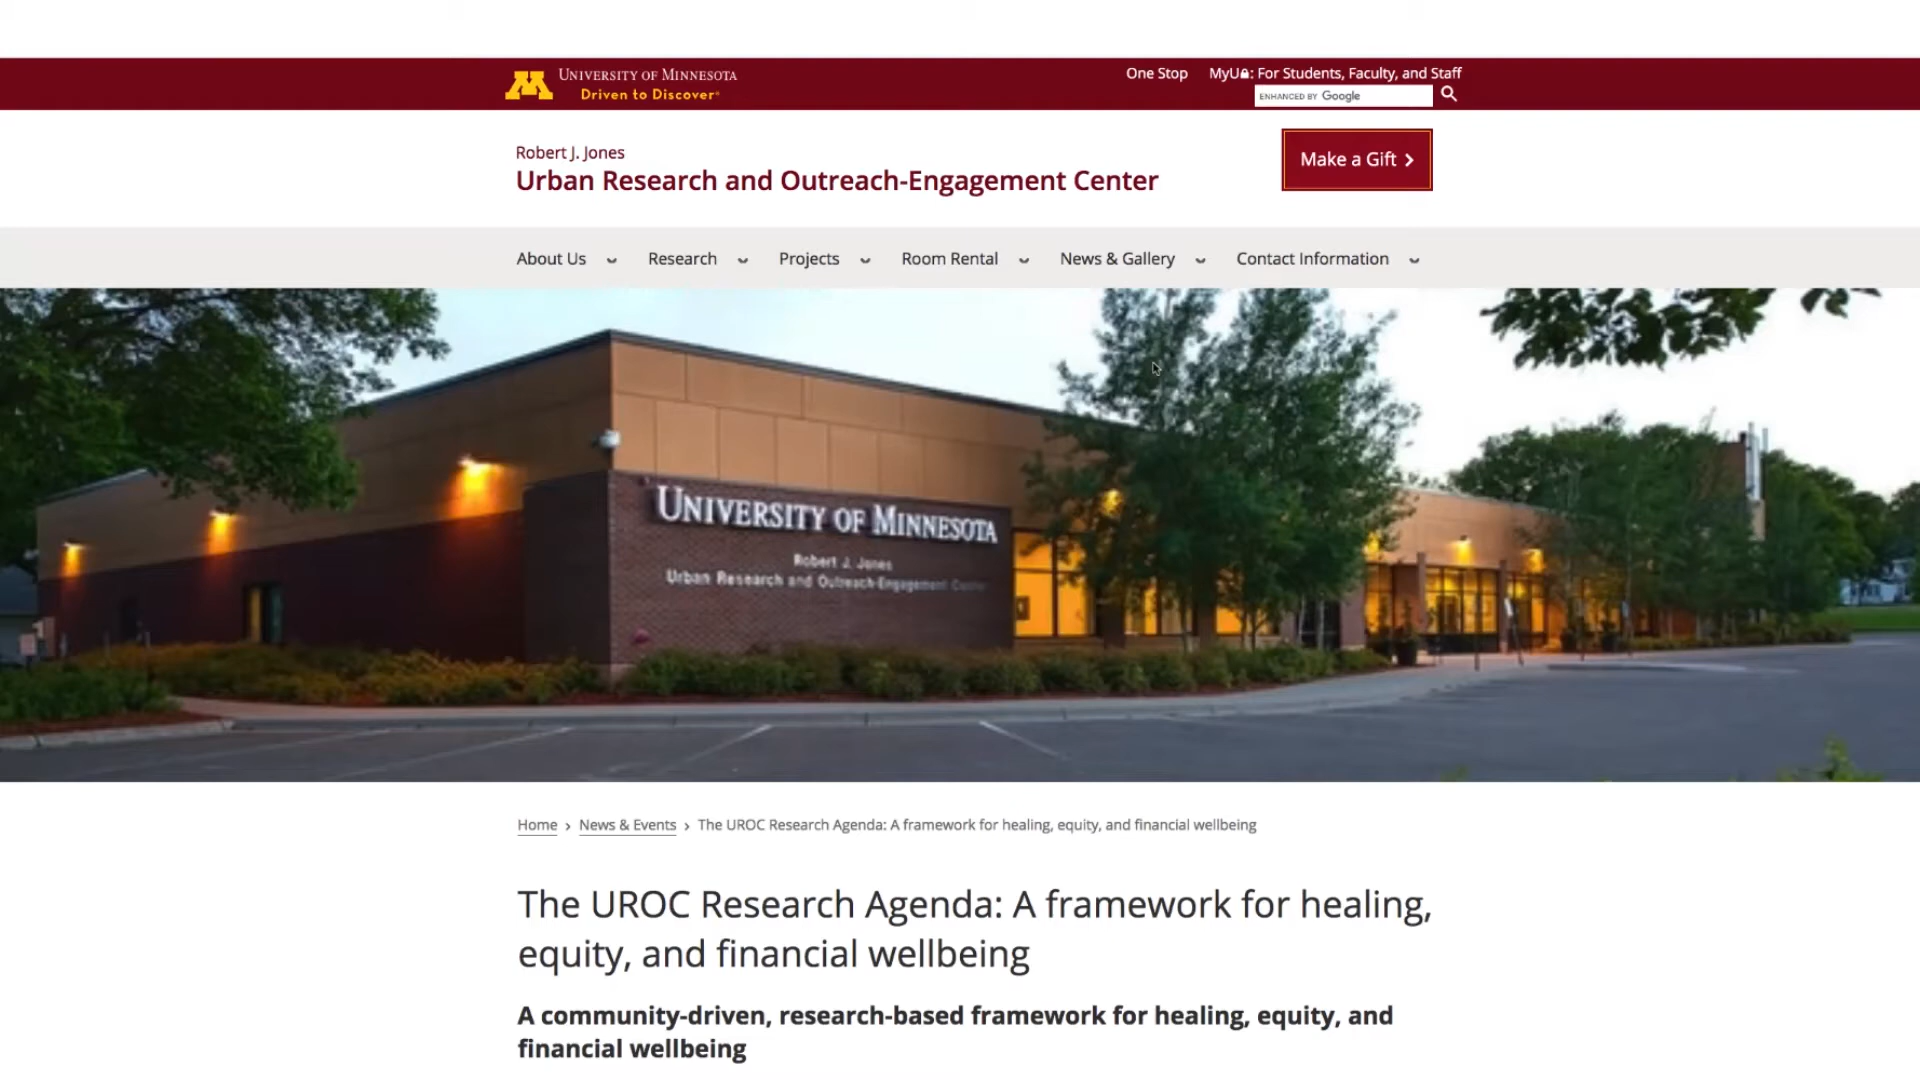 UNIVERSITY OF MINNESOTA
Driven to Discover®
One Stop
MyU: For Students, Faculty, and Staff
ENHANCED BY Google
Robert J. Jones
Urban Research and Outreach-Engagement Center
Make a Gift
About Us
Research
Projects
Room Rental
News & Gallery
Contact Information
UNIVERSITY OF MINNESOTA
Robert J. Jones
Urban Research and Outreach-Engagement Center
Home › News & Events › The UROC Research Agenda: A framework for healing, equity, and financial wellbeing
The UROC Research Agenda: A framework for healing,
equity, and financial wellbeing
A community-driven, research-based framework for healing, equity, and
financial wellbeing